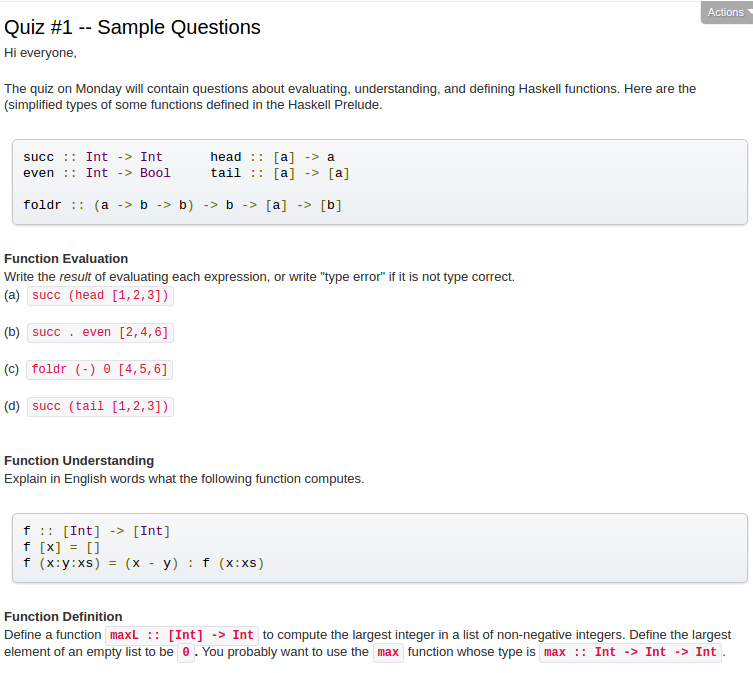 Actions
Quiz #1 -- Sample Questions
Hi everyone,
The quiz on Monday will contain questions about evaluating, understanding, and defining Haskell functions. Here are the
(simplified types of some functions defined in the Haskell Prelude.
succ :: Int -> Int      head :: [a] -> a
even :: Int -> Bool     tail :: [a] -> [a]
foldr :: (a -> b -> b) -> b -> [a] -> [b]
Function Evaluation
Write the result of evaluating each expression, or write "type error" if it is not type correct.
(a) succ (head [1,2,3])
(b) succ . even [2,4,6]
(c) foldr (-) 0 [4,5,6]
(d) succ (tail [1,2,3])
Function Understanding
Explain in English words what the following function computes.
f :: [Int] -> [Int]
f [x] = []
f (x:y:xs) = (x - y) : f (x:xs)
Function Definition
Define a function maxL :: [Int] -> Int to compute the largest integer in a list of non-negative integers. Define the largest
element of an empty list to be 0 . You probably want to use the max function whose type is max :: Int -> Int -> Int .